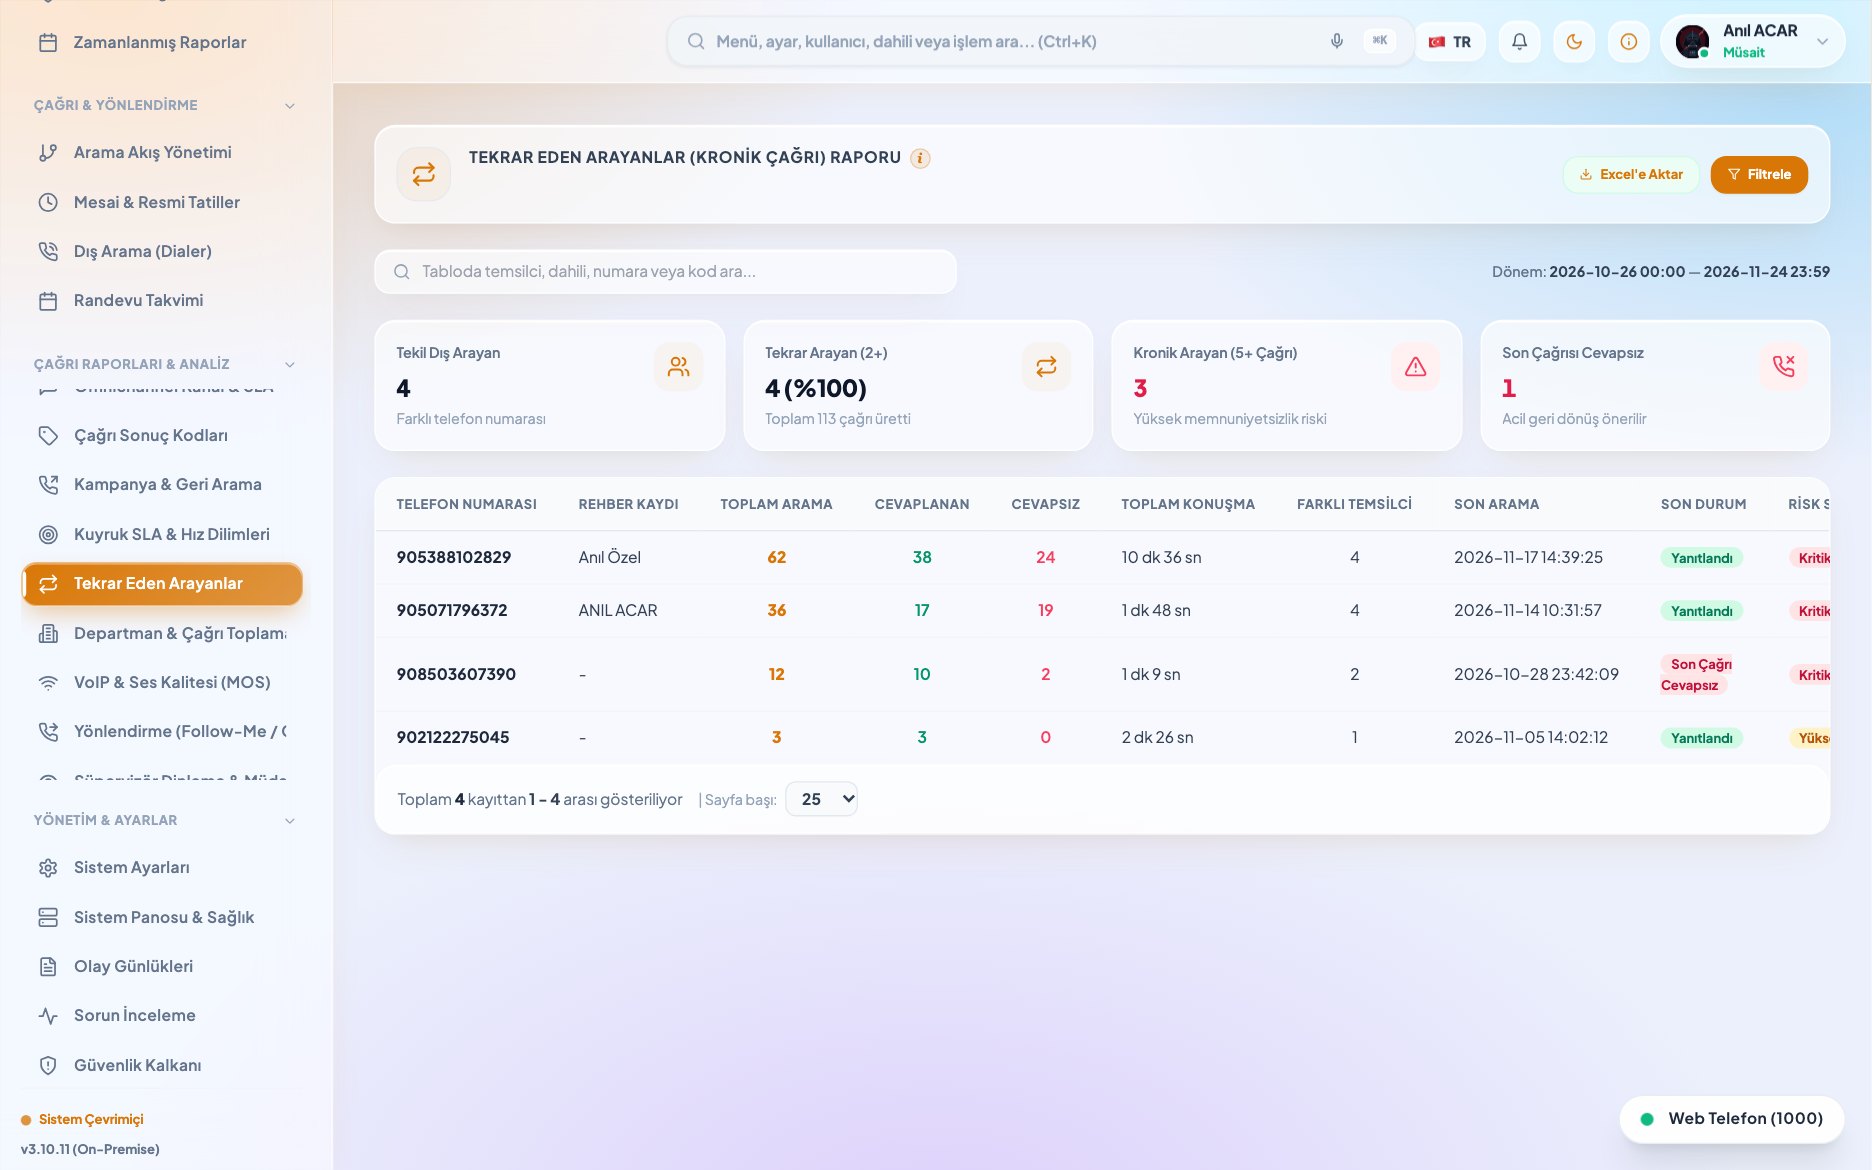 Zamanlanmış Raporlar
ÇAĞRI & YÖNLENDİRME
Arama Akış Yönetimi
Mesai & Resmi Tatiller
Dış Arama (Dialer)
Randevu Takvimi
ÇAĞRI RAPORLARI & ANALİZ
Çağrı Sonuç Kodları
Kampanya & Geri Arama
Kuyruk SLA & Hız Dilimleri
Tekrar Eden Arayanlar
Departman & Çağrı Toplama
VoIP & Ses Kalitesi (MOS)
Yönlendirme (Follow-Me /
YÖNETİM & AYARLAR
Sistem Ayarları
Sistem Panosu & Sağlık
Olay Günlükleri
Sorun İnceleme
Güvenlik Kalkanı
Sistem Çevrimiçi
v3.10.11 (On-Premise)
Menü, ayar, kullanıcı, dahili veya işlem ara... (Ctrl+K)
⌘K
TR
Anıl ACAR
Müsait
TEKRAR EDEN ARAYANLAR (KRONİK ÇAĞRI) RAPORU i
Excel'e Aktar
Filtrele
Tabloda temsilci, dahili, numara veya kod ara...
Dönem: 2026-10-26 00:00 — 2026-11-24 23:59
Tekil Dış Arayan
4
Farklı telefon numarası
Tekrar Arayan (2+)
4 (%100)
Toplam 113 çağrı üretti
Kronik Arayan (5+ Çağrı)
3
Yüksek memnuniyetsizlik riski
Son Çağrısı Cevapsız
1
Acil geri dönüş önerilir
TELEFON NUMARASI REHBER KAYDI TOPLAM ARAMA CEVAPLANAN CEVAPSIZ TOPLAM KONUŞMA FARKLI TEMSİLCİ SON ARAMA SON DURUM RİSK S
905388102829 Anıl Özel 62 38 24 10 dk 36 sn 4 2026-11-17 14:39:25 Yanıtlandı Kritik
905071796372 ANIL ACAR 36 17 19 1 dk 48 sn 4 2026-11-14 10:31:57 Yanıtlandı Kritik
908503607390 - 12 10 2 1 dk 9 sn 2 2026-10-28 23:42:09 Son Çağrı Cevapsız Kritik
902122275045 - 3 3 0 2 dk 26 sn 1 2026-11-05 14:02:12 Yanıtlandı Yüks
Toplam 4 kayıttan 1 - 4 arası gösteriliyor | Sayfa başı: 25
Web Telefon (1000)